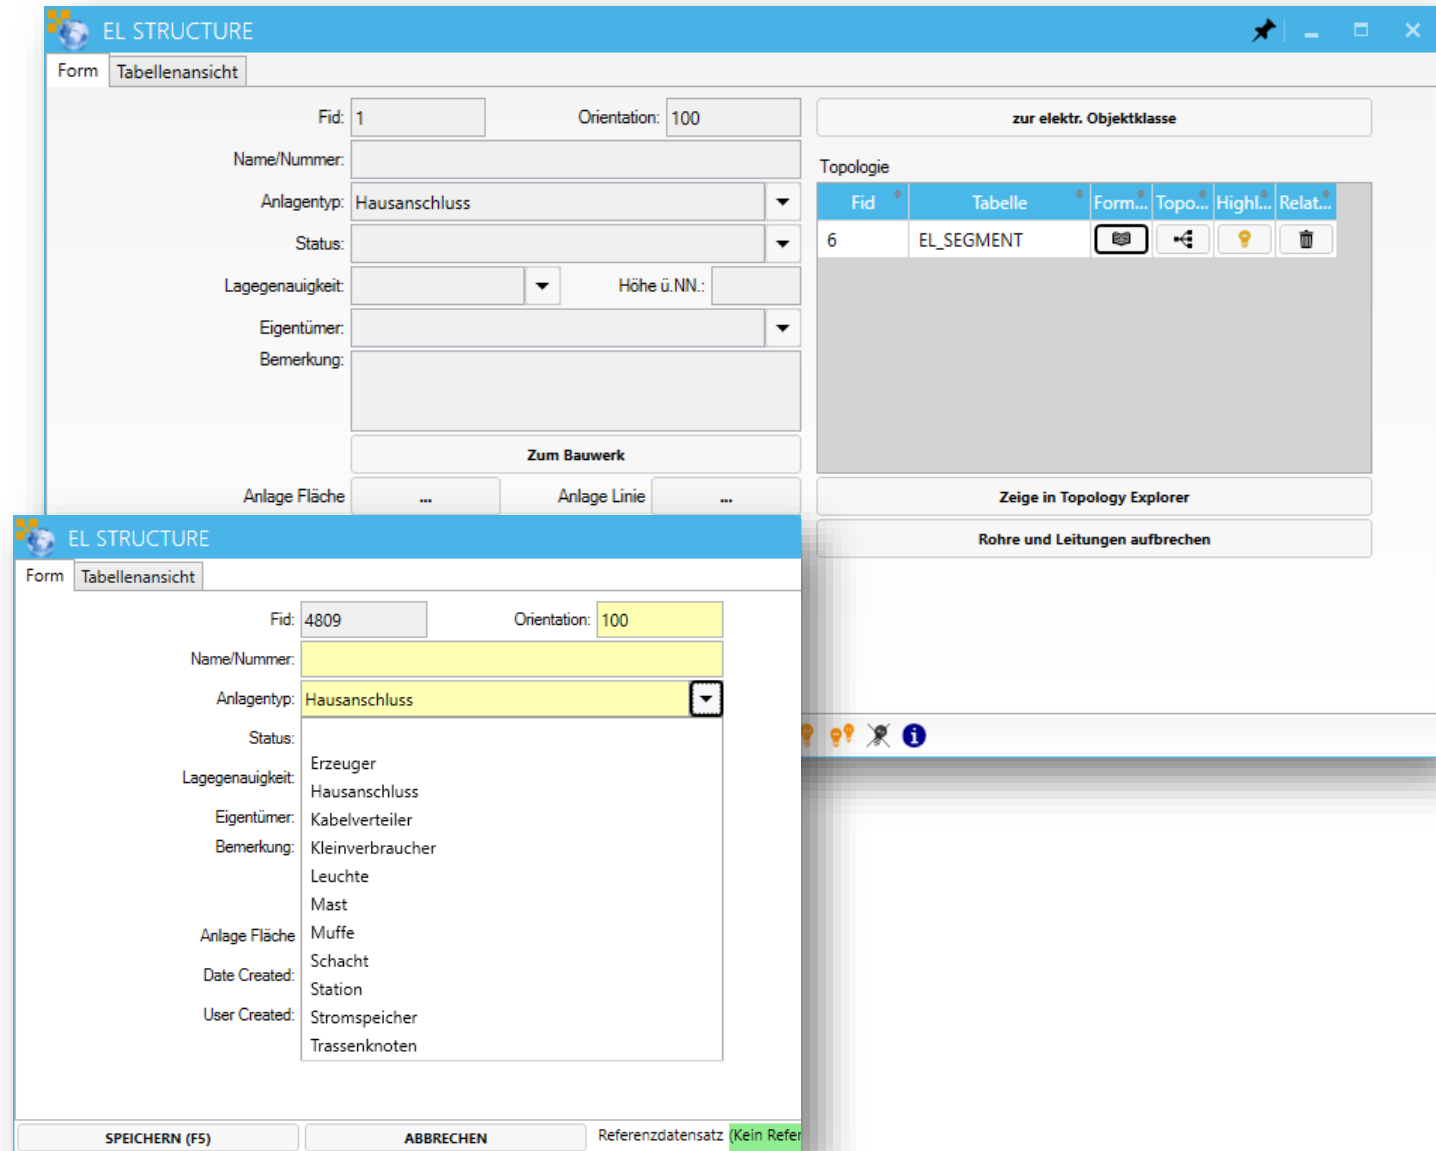 EL STRUCTURE
Form Tabellenansicht
Fid: 1 Orientation: 100
Name/Nummer:
Anlagentyp: Hausanschluss
Status:
Lagegenauigkeit: Höhe ü.NN.:
Eigentümer:
Bemerkung:
Zum Bauwerk
Anlage Fläche ... Anlage Linie ...
zur elektr. Objektklasse
Topologie
Fid Tabelle Form... Topo... Highl... Relat...
6 EL_SEGMENT
Zeige in Topology Explorer
Rohre und Leitungen aufbrechen
EL STRUCTURE
Form Tabellenansicht
Fid: 4809 Orientation: 100
Name/Nummer:
Anlagentyp: Hausanschluss
Status:
Lagegenauigkeit:
Eigentümer:
Bemerkung:
Anlage Fläche
Date Created:
User Created:
Erzeuger
Hausanschluss
Kabelverteiler
Kleinverbraucher
Leuchte
Mast
Muffe
Schacht
Station
Stromspeicher
Trassenknoten
SPEICHERN (F5) ABBRECHEN Referenzdatensatz (Kein Refer